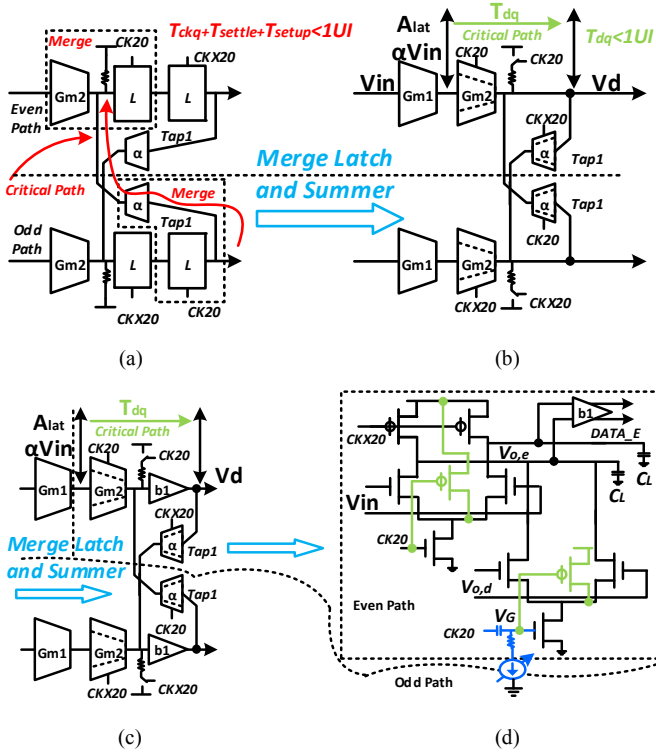 Merge
Tckq+Tsettle+Tsetup<1UI
Gm2
L
L
CK20
CKX20
Even
Path
Tap1
α
Critical Path
α
Merge
Tap1
Odd
Path
Gm2
L
L
CKX20
CK20
(a)
Merge Latch
and Summer
Alat
αVin
Tdq
Critical Path
Tdq<1UI
CK20
Vin
Vd
Gm1
Gm2
CKX20
α
Tap1
α
Tap1
CK20
Gm1
Gm2
CKX20
(b)
Alat
αVin
Tdq
Critical Path
CK20
Vd
Gm1
Gm2
b1
CKX20
α
Tap1
Merge Latch
and Summer
α
Tap1
CK20
Gm1
Gm2
b1
CKX20
(c)
CKX20
b1
DATA_E
Vo,e
CL
CL
Vin
CK20
Vo,d
Even Path
VG
CK20
Odd Path
(d)